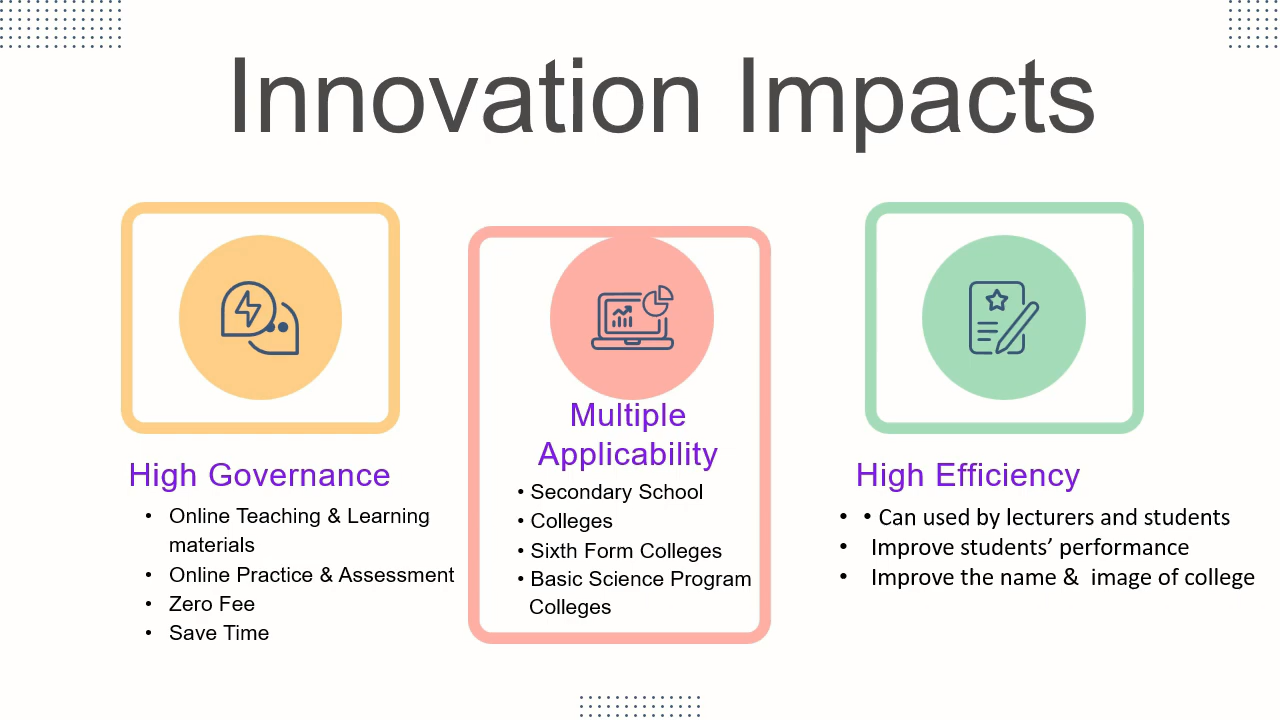 Innovation Impacts
High Governance
• Online Teaching & Learning
materials
• Online Practice & Assessment
• Zero Fee
• Save Time
Multiple
Applicability
• Secondary School
• Colleges
• Sixth Form Colleges
• Basic Science Program
Colleges
High Efficiency
• • Can used by lecturers and students
• Improve students’ performance
• Improve the name & image of college